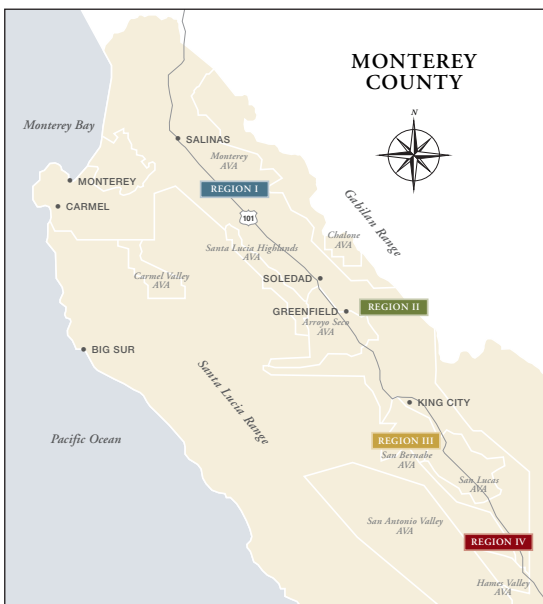 MONTEREY
COUNTY
N
Monterey Bay
SALINAS
Monterey
AVA
MONTEREY
REGION I
CARMEL
101
Gabilan Range
Chalone
AVA
Santa Lucia Highlands
AVA
Carmel Valley
AVA
SOLEDAD
REGION II
GREENFIELD
Arroyo Seco
AVA
BIG SUR
Santa Lucia Range
KING CITY
Pacific Ocean
REGION III
San Bernabe
AVA
San Lucas
AVA
San Antonio Valley
AVA
REGION IV
Hames Valley
AVA